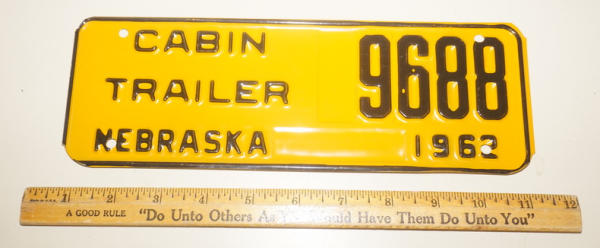 CABIN
TRAILER
NEBRASKA
9688
1962
1 2 3 4 5 6 7 8 9 10 11 12
A GOOD RULE "Do Unto Others As Would Have Them Do Unto You"